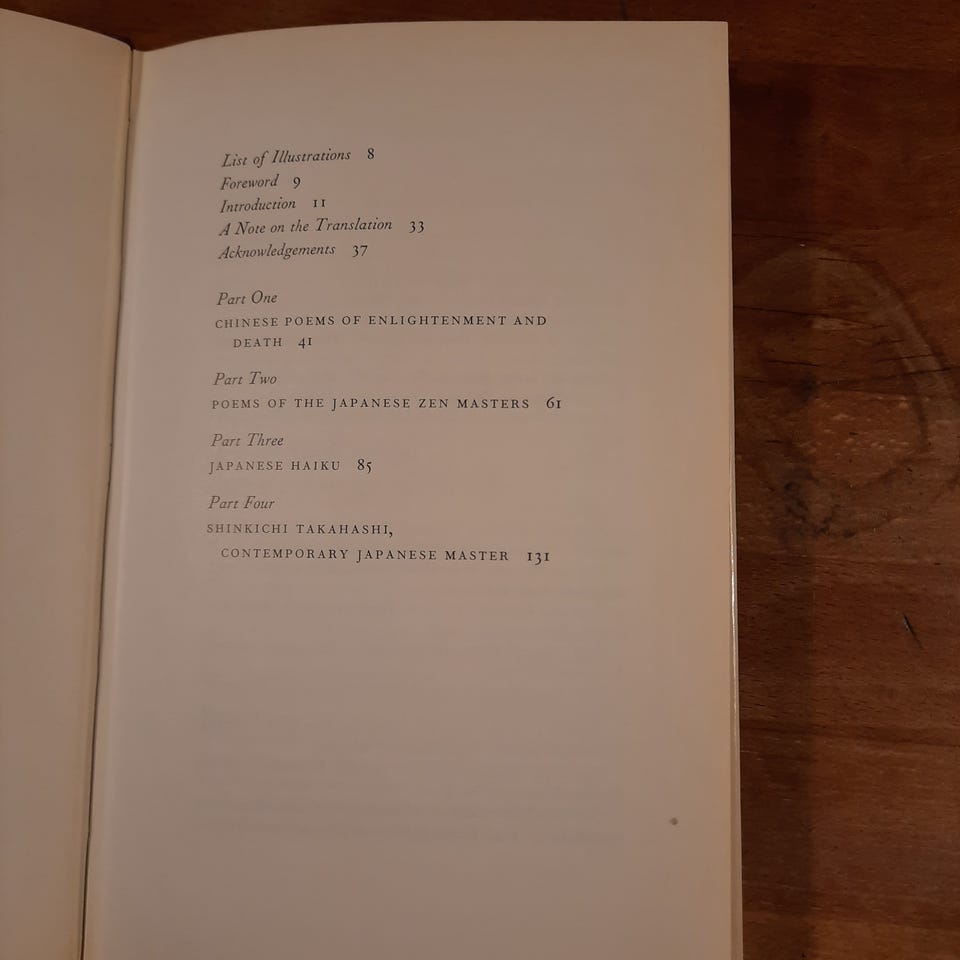 List of Illustrations 8
Foreword 9
Introduction 11
A Note on the Translation 33
Acknowledgements 37
Part One
CHINESE POEMS OF ENLIGHTENMENT AND
DEATH 41
Part Two
POEMS OF THE JAPANESE ZEN MASTERS 61
Part Three
JAPANESE HAIKU 85
Part Four
SHINKICHI TAKAHASHI,
CONTEMPORARY JAPANESE MASTER 131